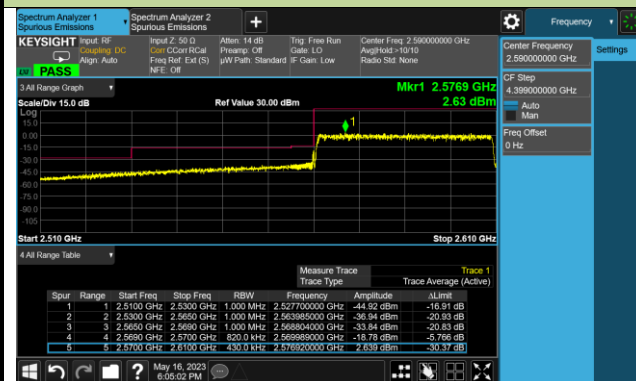 Spectrum Analyzer 1
Spurious Emissions
Spectrum Analyzer 2
Spurious Emissions
Frequency
KEYSIGHT
PASS
Input: RF
Coupling: DC
Align: Auto
Input Z: 50 Ω
Corr CCorr RCal
Freq Ref: Ext (S)
NFE: Off
Atten: 14 dB
Preamp: Off
µW Path: Standard
Trig: Free Run
Gate: LO
IF Gain: Low
Center Freq: 2.590000000 GHz
Avg|Hold:>10/10
Radio Std: None
Center Frequency
2.590000000 GHz
Settings
CF Step
4.399000000 GHz
Auto
Man
Freq Offset
0 Hz
3 All Range Graph
Mkr1 2.5769 GHz
Scale/Div 15.0 dB
Ref Value 30.00 dBm
2.63 dBm
Log
15.0
0.00
-15.0
-30.0
-45.0
-60.0
-75.0
-90.0
-105
1
Start 2.510 GHz
Stop 2.610 GHz
4 All Range Table
Measure Trace
Trace 1
Trace Type
Trace Average (Active)
Spur Range Start Freq Stop Freq RBW Frequency Amplitude ΔLimit
1 1 2.5100 GHz 2.5300 GHz 1.000 MHz 2.527700000 GHz -44.92 dBm -16.91 dB
2 2 2.5300 GHz 2.5650 GHz 1.000 MHz 2.563985000 GHz -36.94 dBm -20.93 dB
3 3 2.5650 GHz 2.5690 GHz 1.000 MHz 2.568804000 GHz -33.84 dBm -20.83 dB
4 4 2.5690 GHz 2.5700 GHz 820.0 kHz 2.569989000 GHz -18.78 dBm -5.766 dB
5 5 2.5700 GHz 2.6100 GHz 430.0 kHz 2.576920000 GHz 2.639 dBm -30.37 dB
May 16, 2023
6:05:02 PM